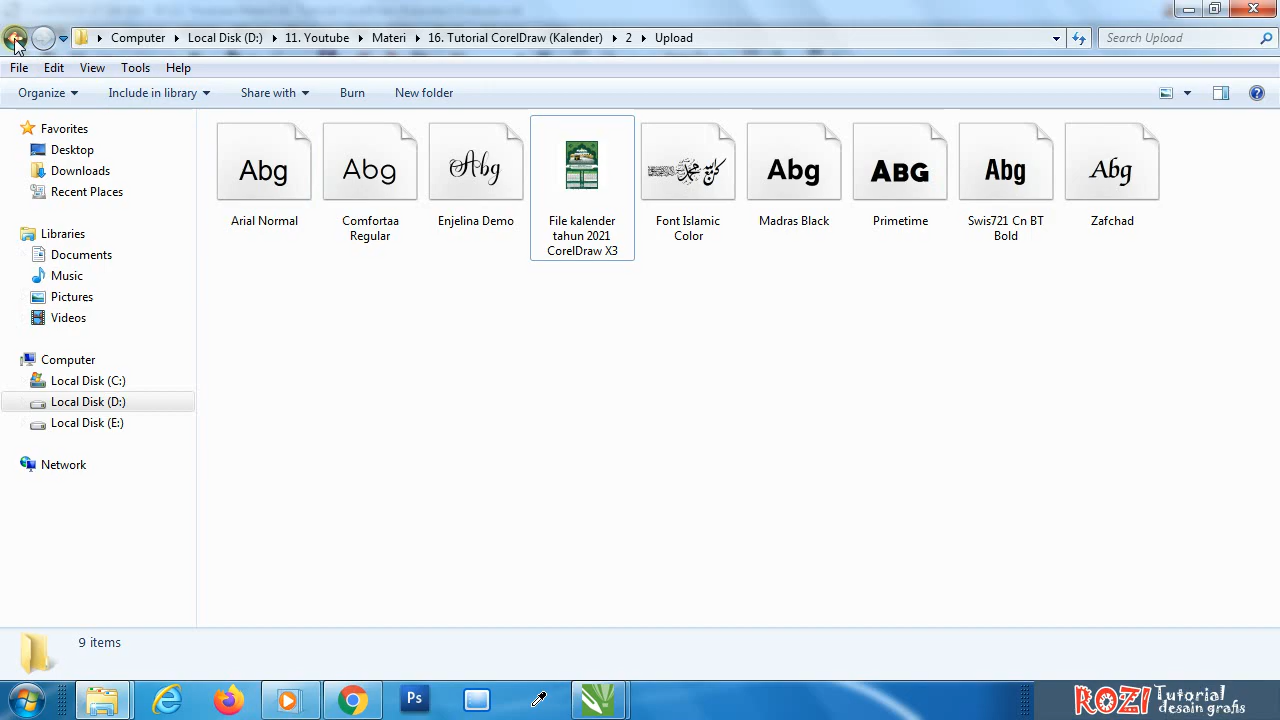 Computer Local Disk (D:) 11. Youtube Materi 16. Tutorial CorelDraw (Kalender) 2 Upload
Search Upload
File Edit View Tools Help
Organize Include in library Share with Burn New folder
Favorites
Desktop
Downloads
Recent Places
Libraries
Documents
Music
Pictures
Videos
Computer
Local Disk (C:)
Local Disk (D:)
Local Disk (E:)
Network
Abg
Arial Normal
Abg
Comfortaa
Regular
Abg
Enjelina Demo
File kalender
tahun 2021
CorelDraw X3
Font Islamic
Color
Abg
Madras Black
ABG
Primetime
Abg
Swis721 Cn BT
Bold
Abg
Zafchad
9 items
Ps
ROZI Tutorial
desain grafis